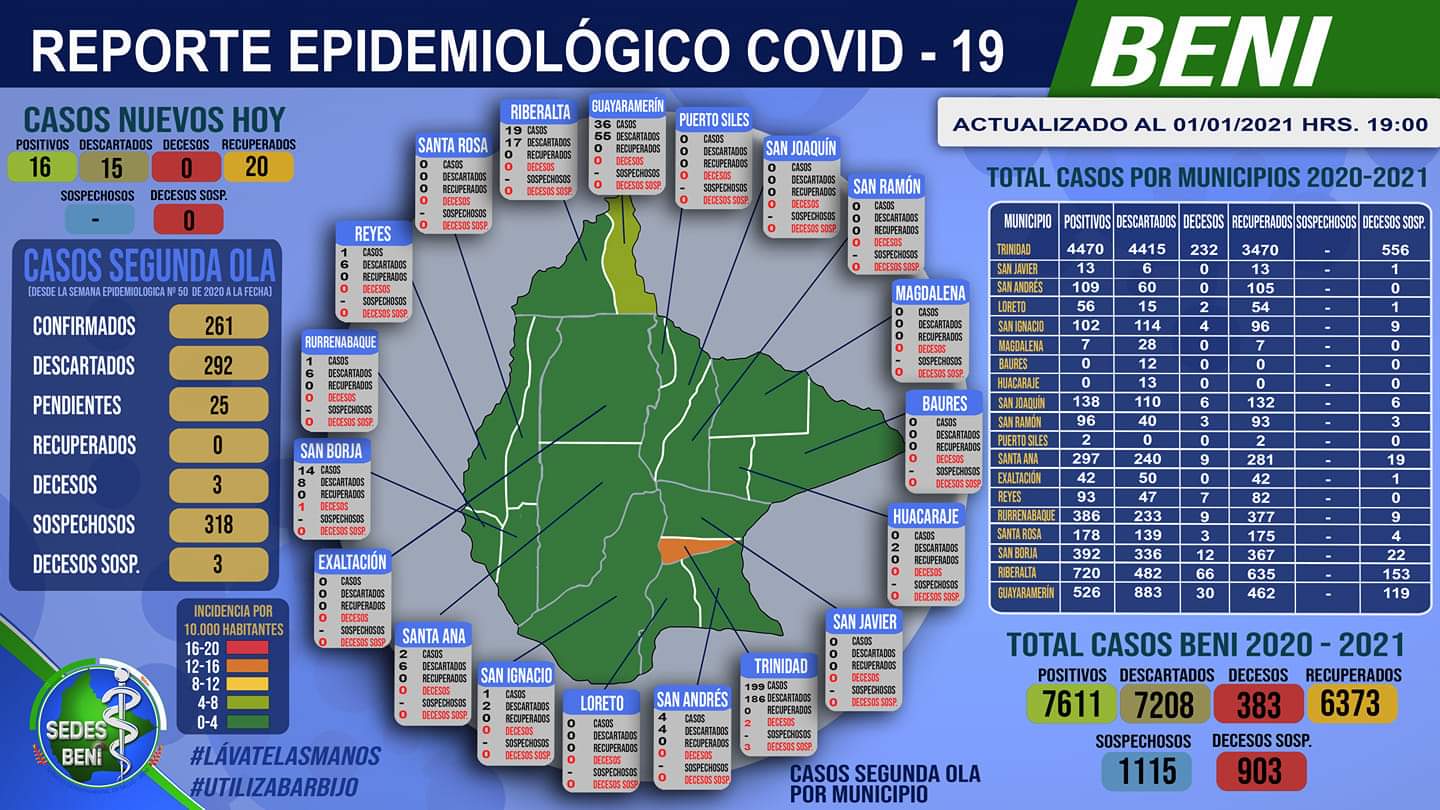 REPORTE EPIDEMIOLÓGICO COVID - 19
BENI
ACTUALIZADO AL 01/01/2021 HRS. 19:00
CASOS NUEVOS HOY
POSITIVOS DESCARTADOS DECESOS RECUPERADOS
16 15 0 20
SOSPECHOSOS DECESOS SOSP.
- 0
CASOS SEGUNDA OLA
(DESDE LA SEMANA EPIDEMIOLOGICA Nº 50 DE 2020 A LA FECHA)
CONFIRMADOS 261
DESCARTADOS 292
PENDIENTES 25
RECUPERADOS 0
DECESOS 3
SOSPECHOSOS 318
DECESOS SOSP. 3
INCIDENCIA POR
10.000 HABITANTES
16-20
12-16
8-12
4-8
0-4
SEDES
BENI
#LÁVATELASMANOS
#UTILIZABARBIJO
RIBERALTA
19 CASOS
17 DESCARTADOS
0 RECUPERADOS
0 DECESOS
- SOSPECHOSOS
0 DECESOS SOSP.
GUAYARAMERÍN
36 CASOS
55 DESCARTADOS
0 RECUPERADOS
0 DECESOS
- SOSPECHOSOS
0 DECESOS SOSP.
PUERTO SILES
0 CASOS
0 DESCARTADOS
0 RECUPERADOS
0 DECESOS
- SOSPECHOSOS
0 DECESOS SOSP.
SAN JOAQUÍN
0 CASOS
0 DESCARTADOS
0 RECUPERADOS
0 DECESOS
- SOSPECHOSOS
0 DECESOS SOSP.
SAN RAMÓN
0 CASOS
0 DESCARTADOS
0 RECUPERADOS
0 DECESOS
- SOSPECHOSOS
0 DECESOS SOSP.
MAGDALENA
0 CASOS
0 DESCARTADOS
0 RECUPERADOS
0 DECESOS
- SOSPECHOSOS
0 DECESOS SOSP.
BAURES
0 CASOS
0 DESCARTADOS
0 RECUPERADOS
0 DECESOS
- SOSPECHOSOS
0 DECESOS SOSP.
HUACARAJE
0 CASOS
2 DESCARTADOS
0 RECUPERADOS
0 DECESOS
- SOSPECHOSOS
0 DECESOS SOSP.
SAN JAVIER
0 CASOS
0 DESCARTADOS
0 RECUPERADOS
0 DECESOS
- SOSPECHOSOS
0 DECESOS SOSP.
TRINIDAD
199 CASOS
186 DESCARTADOS
0 RECUPERADOS
2 DECESOS
- SOSPECHOSOS
3 DECESOS SOSP.
SAN ANDRÉS
4 CASOS
4 DESCARTADOS
0 RECUPERADOS
0 DECESOS
- SOSPECHOSOS
0 DECESOS SOSP.
LORETO
0 CASOS
0 DESCARTADOS
0 RECUPERADOS
0 DECESOS
- SOSPECHOSOS
0 DECESOS SOSP.
SAN IGNACIO
1 CASOS
2 DESCARTADOS
0 RECUPERADOS
0 DECESOS
- SOSPECHOSOS
0 DECESOS SOSP.
SANTA ANA
2 CASOS
6 DESCARTADOS
0 RECUPERADOS
0 DECESOS
- SOSPECHOSOS
0 DECESOS SOSP.
EXALTACIÓN
0 CASOS
0 DESCARTADOS
0 RECUPERADOS
0 DECESOS
- SOSPECHOSOS
0 DECESOS SOSP.
SAN BORJA
14 CASOS
8 DESCARTADOS
0 RECUPERADOS
1 DECESOS
- SOSPECHOSOS
0 DECESOS SOSP.
RURRENABAQUE
1 CASOS
6 DESCARTADOS
0 RECUPERADOS
0 DECESOS
- SOSPECHOSOS
0 DECESOS SOSP.
REYES
1 CASOS
6 DESCARTADOS
0 RECUPERADOS
0 DECESOS
- SOSPECHOSOS
0 DECESOS SOSP.
SANTA ROSA
0 CASOS
0 DESCARTADOS
0 RECUPERADOS
0 DECESOS
- SOSPECHOSOS
0 DECESOS SOSP.
CASOS SEGUNDA OLA
POR MUNICIPIO
TOTAL CASOS POR MUNICIPIOS 2020-2021
MUNICIPIO POSITIVOS DESCARTADOS DECESOS RECUPERADOS SOSPECHOSOS DECESOS SOSP.
TRINIDAD 4470 4415 232 3470 - 556
SAN JAVIER 13 6 0 13 - 1
SAN ANDRÉS 109 60 0 105 - 0
LORETO 56 15 2 54 - 1
SAN IGNACIO 102 114 4 96 - 9
MAGDALENA 7 28 0 7 - 0
BAURES 0 12 0 0 - 0
HUACARAJE 0 13 0 0 - 0
SAN JOAQUÍN 138 110 6 132 - 6
SAN RAMÓN 96 40 3 93 - 3
PUERTO SILES 2 0 0 2 - 0
SANTA ANA 297 240 9 281 - 19
EXALTACIÓN 42 50 0 42 - 1
REYES 93 47 7 82 - 0
RURRENABAQUE 386 233 9 377 - 9
SANTA ROSA 178 139 3 175 - 4
SAN BORJA 392 336 12 367 - 22
RIBERALTA 720 482 66 635 - 153
GUAYARAMERÍN 526 883 30 462 - 119
TOTAL CASOS BENI 2020 - 2021
POSITIVOS DESCARTADOS DECESOS RECUPERADOS
7611 7208 383 6373
SOSPECHOSOS DECESOS SOSP.
1115 903